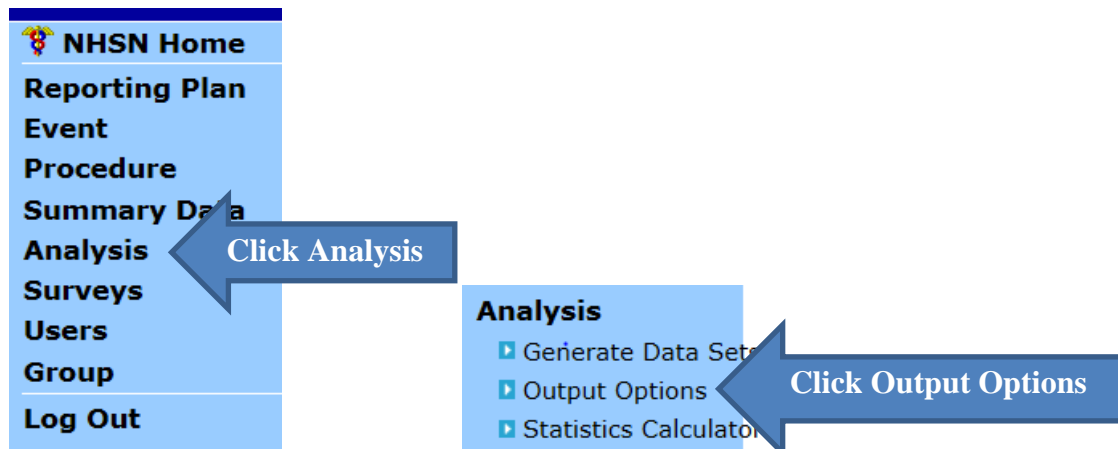 NHSN Home
Reporting Plan
Event
Procedure
Summary Data
Analysis
Click Analysis
Surveys
Users
Group
Log Out
Analysis
Generate Data Sets
Output Options
Click Output Options
Statistics Calculator